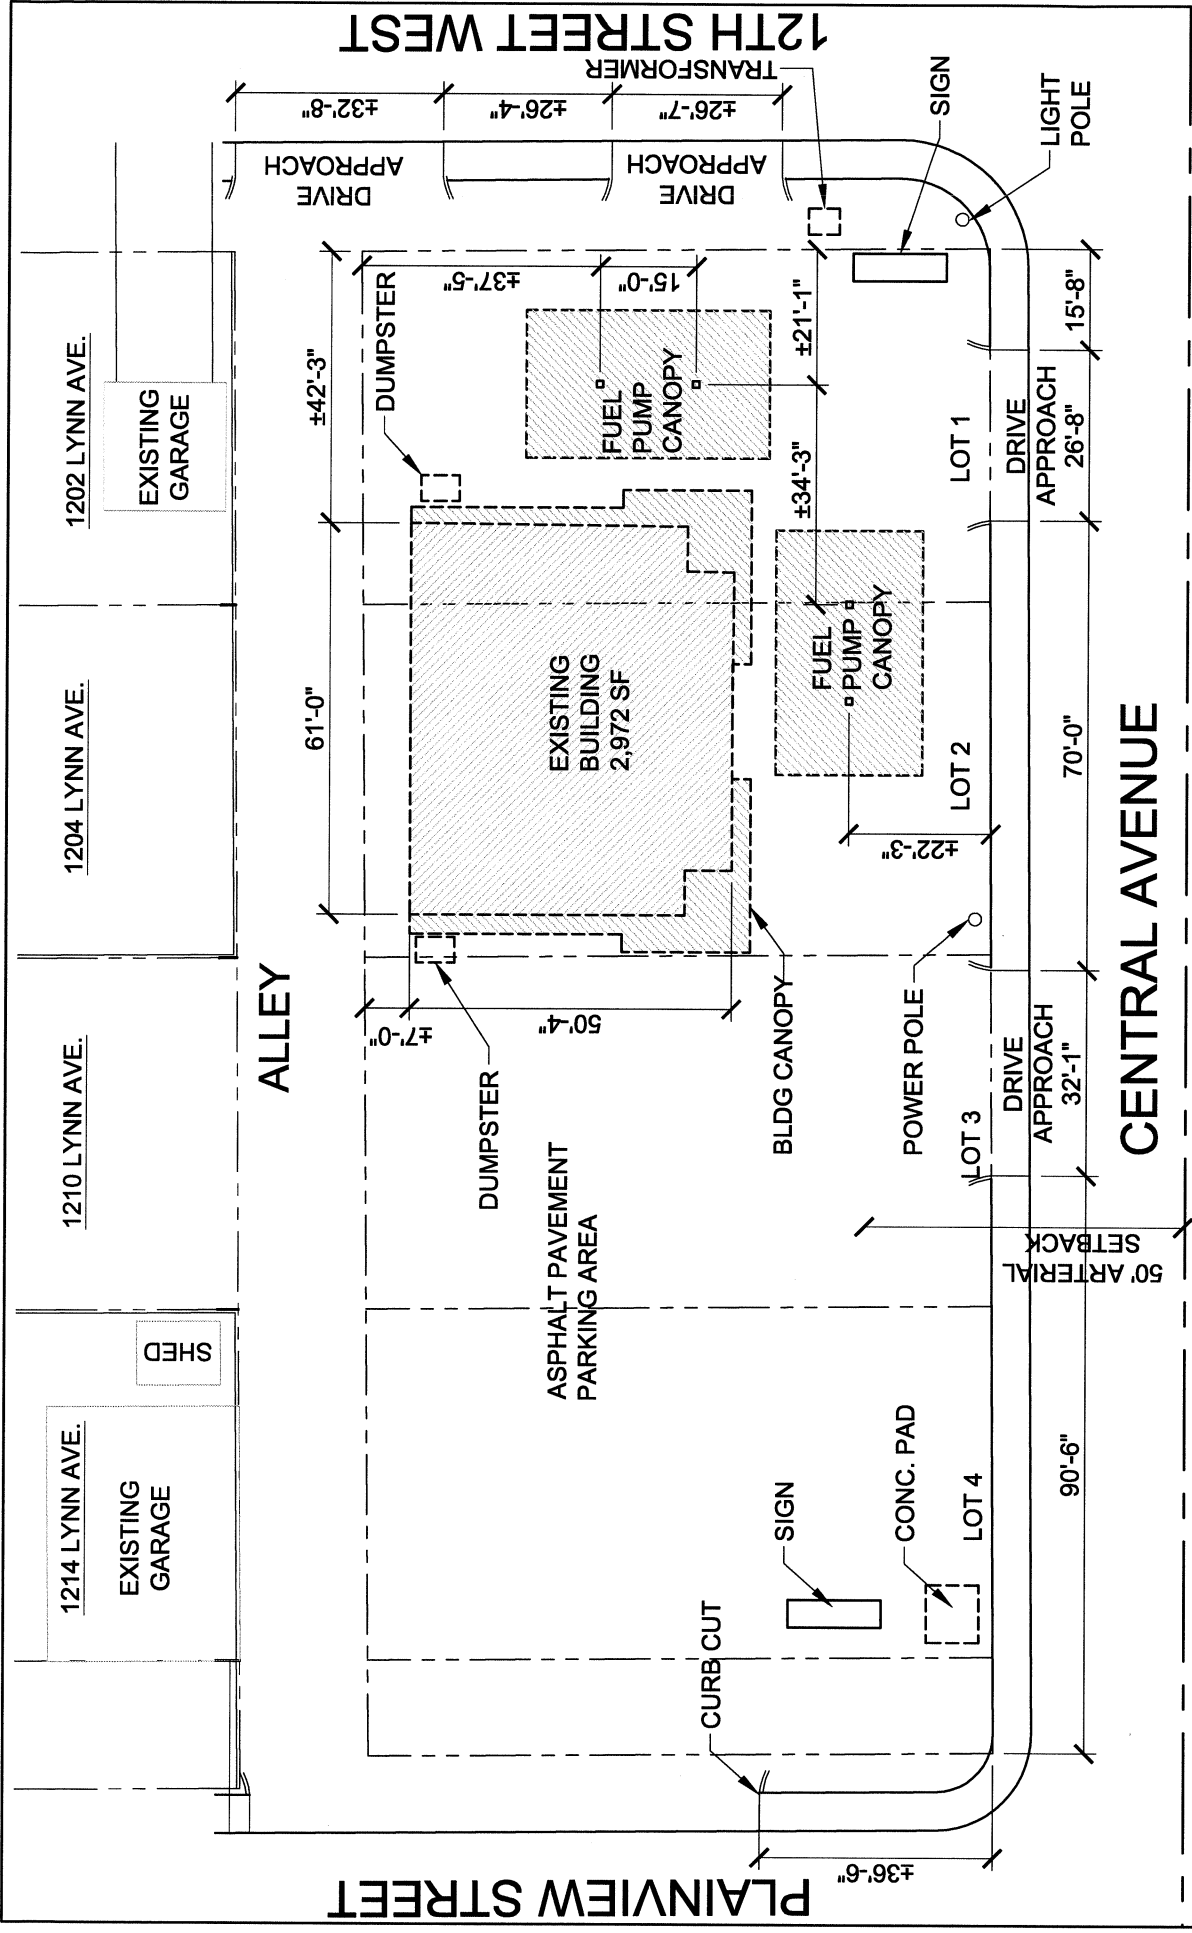 12TH STREET WEST
TRANSFORMER
±32'-8"
±26'-4"
±26'-7"
DRIVE
APPROACH
DRIVE
APPROACH
SIGN
LIGHT
POLE
1202 LYNN AVE.
EXISTING
GARAGE
1204 LYNN AVE.
1210 LYNN AVE.
1214 LYNN AVE.
EXISTING
GARAGE
SHED
ALLEY
±42'-3"
61'-0"
DUMPSTER
±37'-5"
15'-0"
FUEL
PUMP
CANOPY
±21'-1"
±34'-3"
EXISTING
BUILDING
2,972 SF
FUEL
PUMP
CANOPY
±22'-3"
±7'-0"
50'-4"
DUMPSTER
BLDG CANOPY
POWER POLE
ASPHALT PAVEMENT
PARKING AREA
LOT 1
LOT 2
LOT 3
LOT 4
15'-8"
DRIVE
APPROACH
26'-8"
70'-0"
DRIVE
APPROACH
32'-1"
90'-6"
50' ARTERIAL
SETBACK
SIGN
CONC. PAD
CURB CUT
±36'-6"
CENTRAL AVENUE
PLAINVIEW STREET